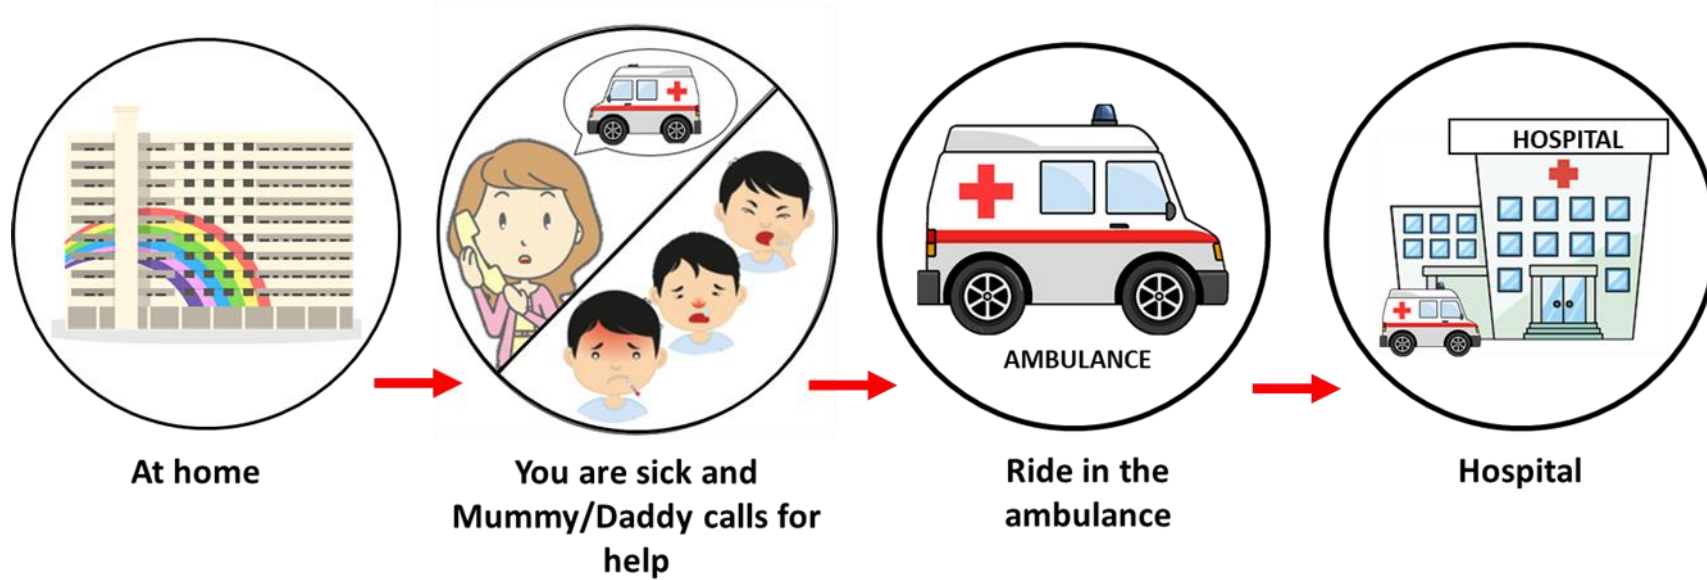 HOSPITAL
AMBULANCE
At home
You are sick and
Mummy/Daddy calls for
help
Ride in the
ambulance
Hospital